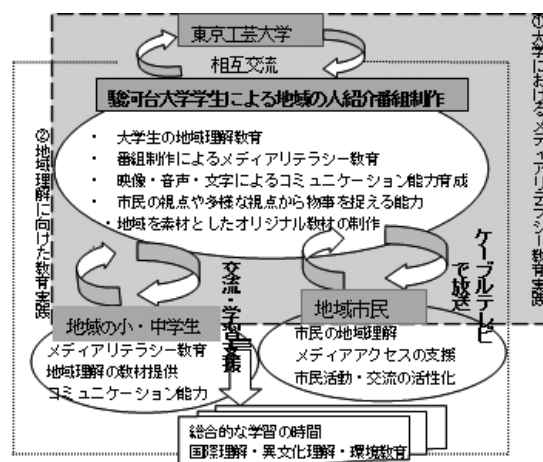 東京工芸大学
相互交流
駿河台大学学生による地域の人紹介番組制作
・ 大学生の地域理解教育
・ 番組制作によるメディアリテラシー教育
・ 映像・音声・文字によるコミュニケーション能力育成
・ 市民の視点や多様な視点から物事を捉える能力
・地域を素材としたオリジナル教材の制作
①大学におけるメディアリテラシー教育実践
②地域理解に向けた教育実践
交流・学習支援
ケーブルテレビ
で放送
地域の小・中学生
メディアリテラシー教育
地域理解の教材提供
コミュニケーション能力
地域市民
市民の地域理解
メディアアクセスの支援
市民活動・交流の活性化
総合的な学習の時間
国際理解・異文化理解・環境教育